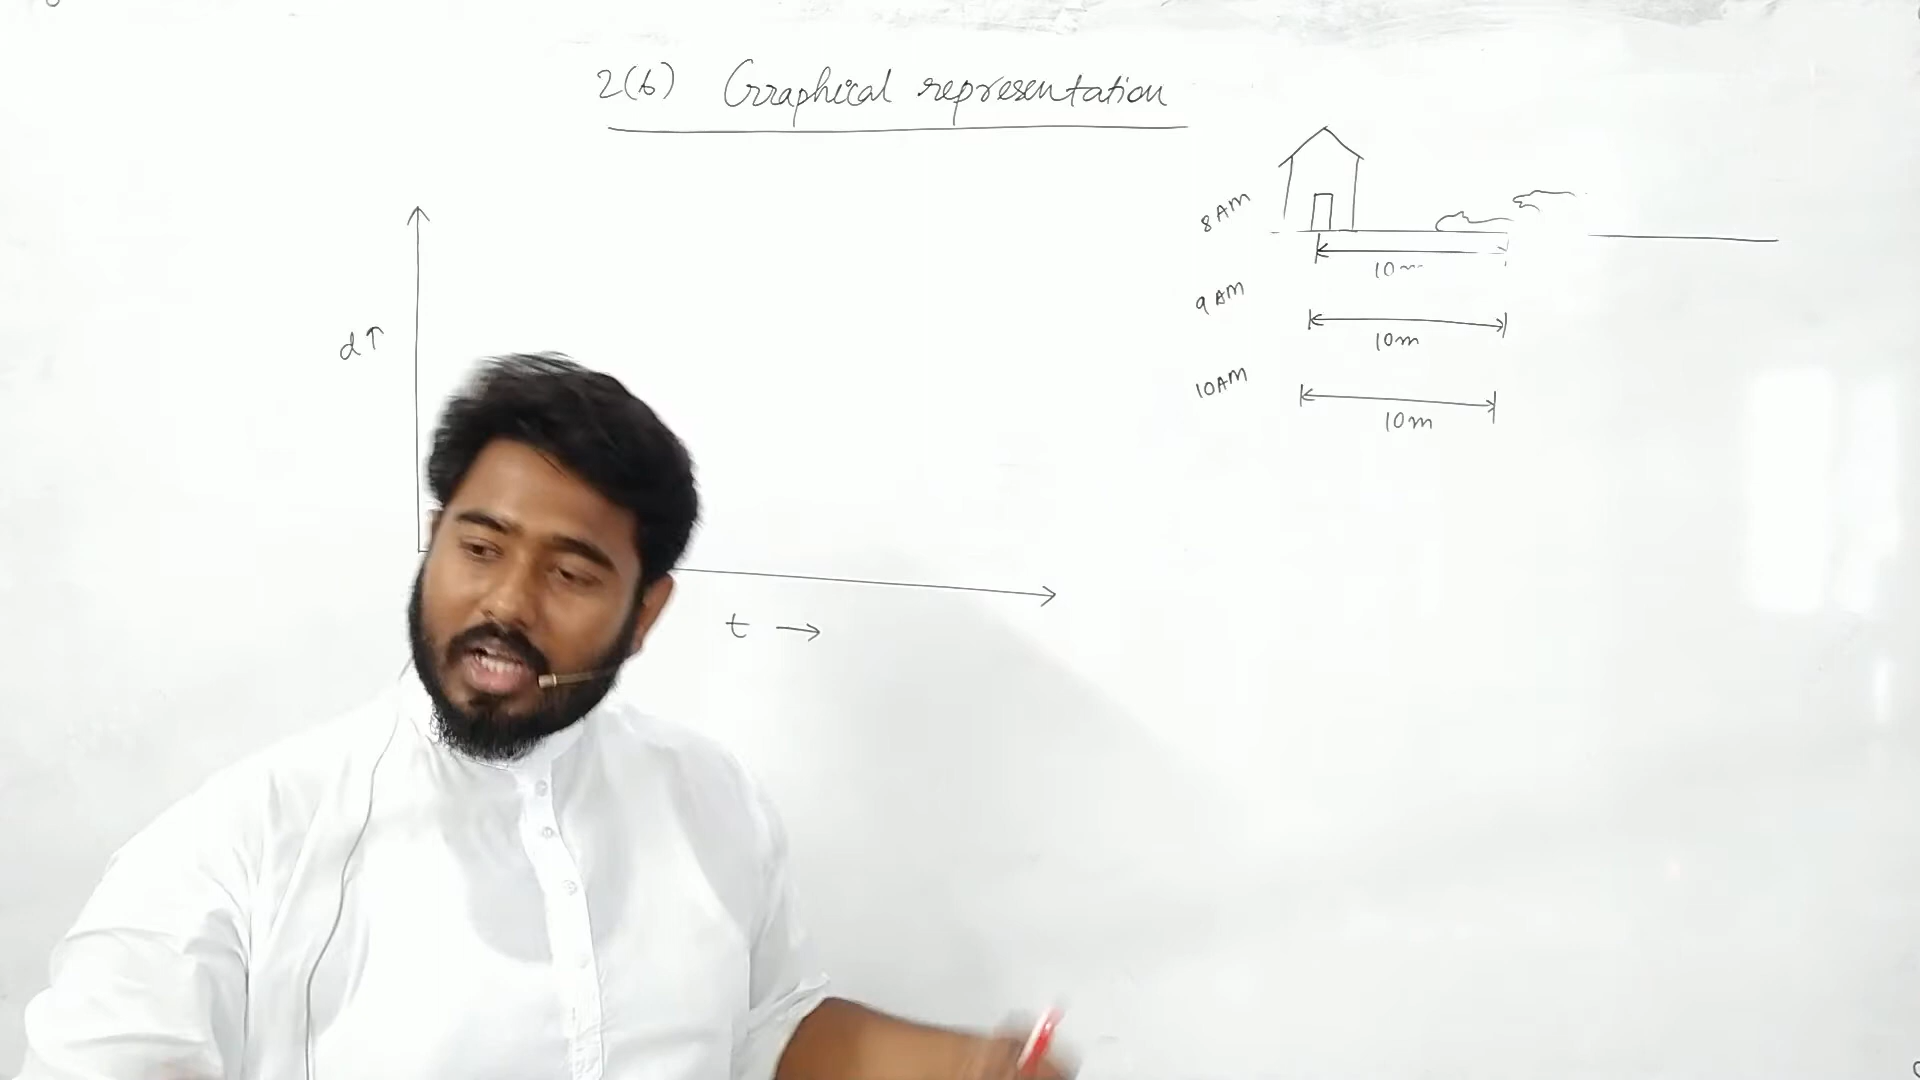 2(b) Graphical representation
8 AM
10m
9 AM
10m
10AM
10m
d↑
t →